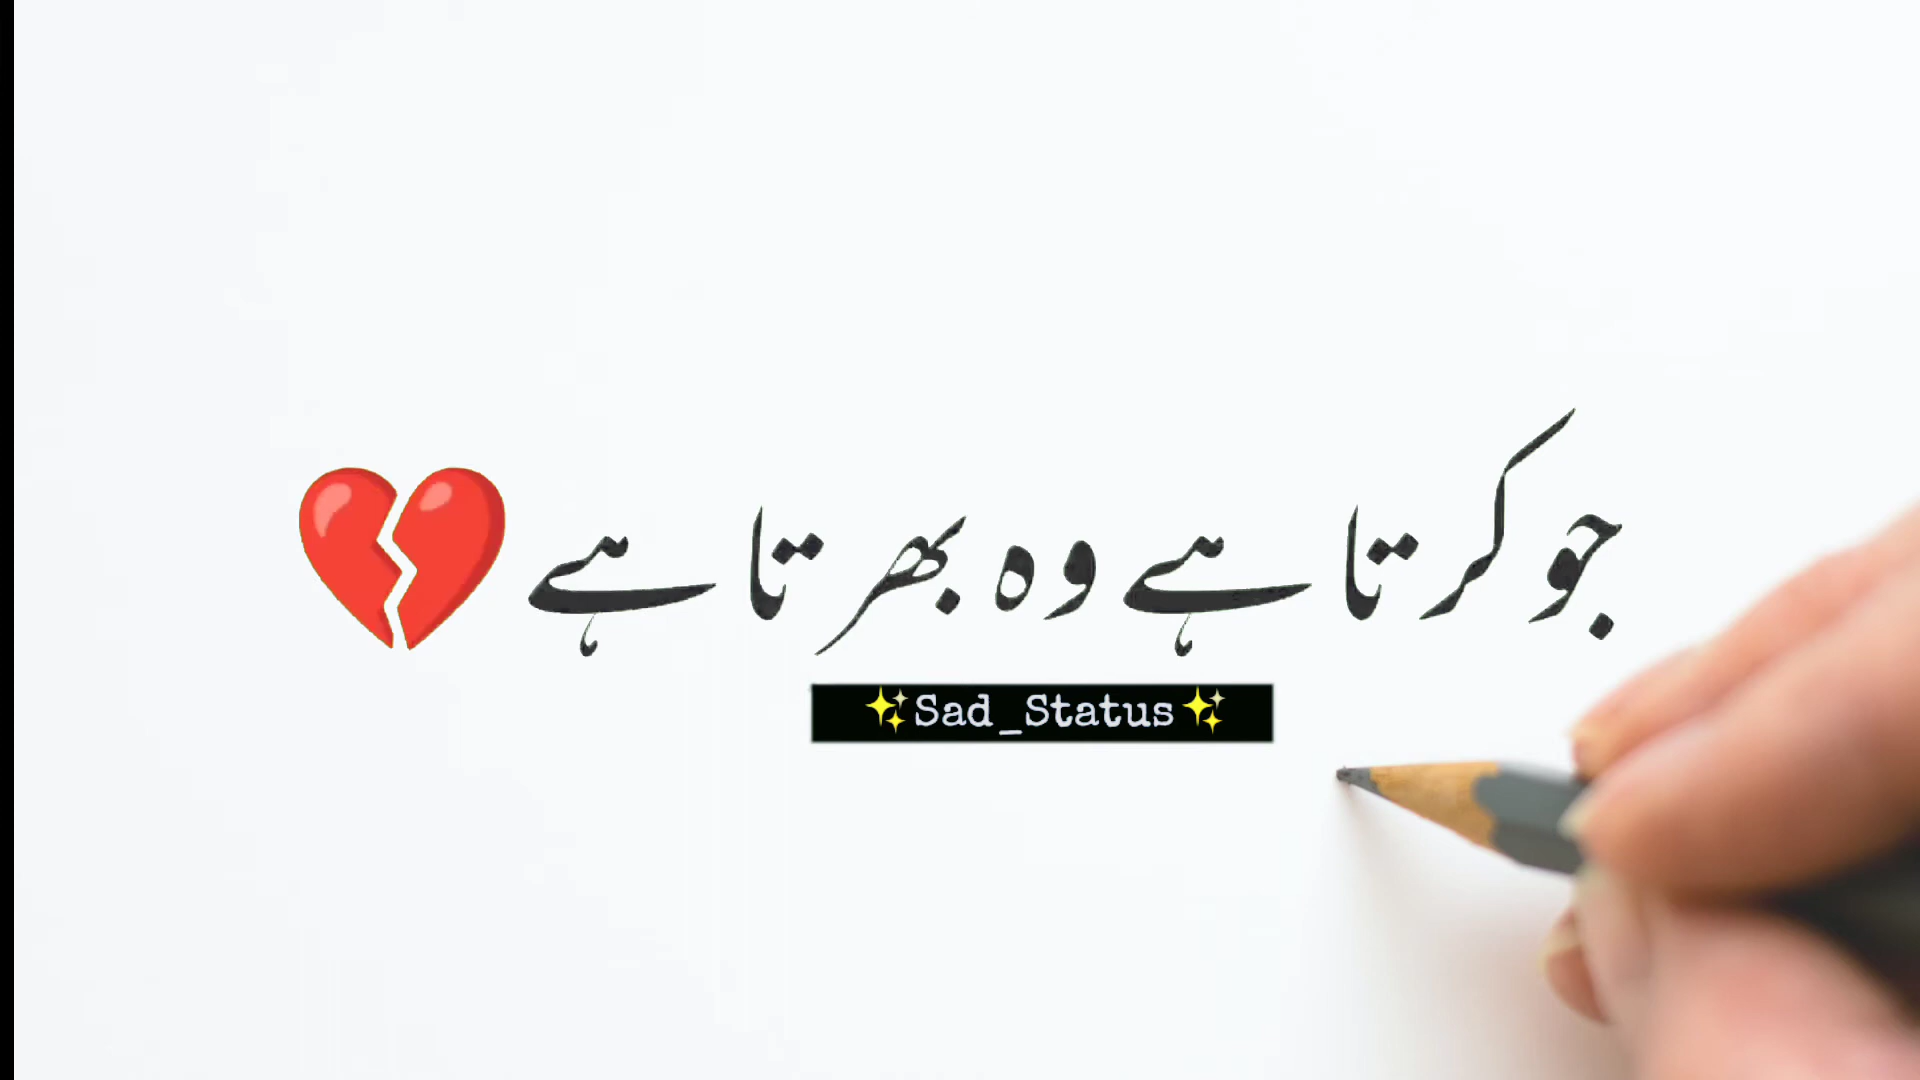 جو کرتا ہے وہ بھرتا ہے 💔
✨Sad_Status✨